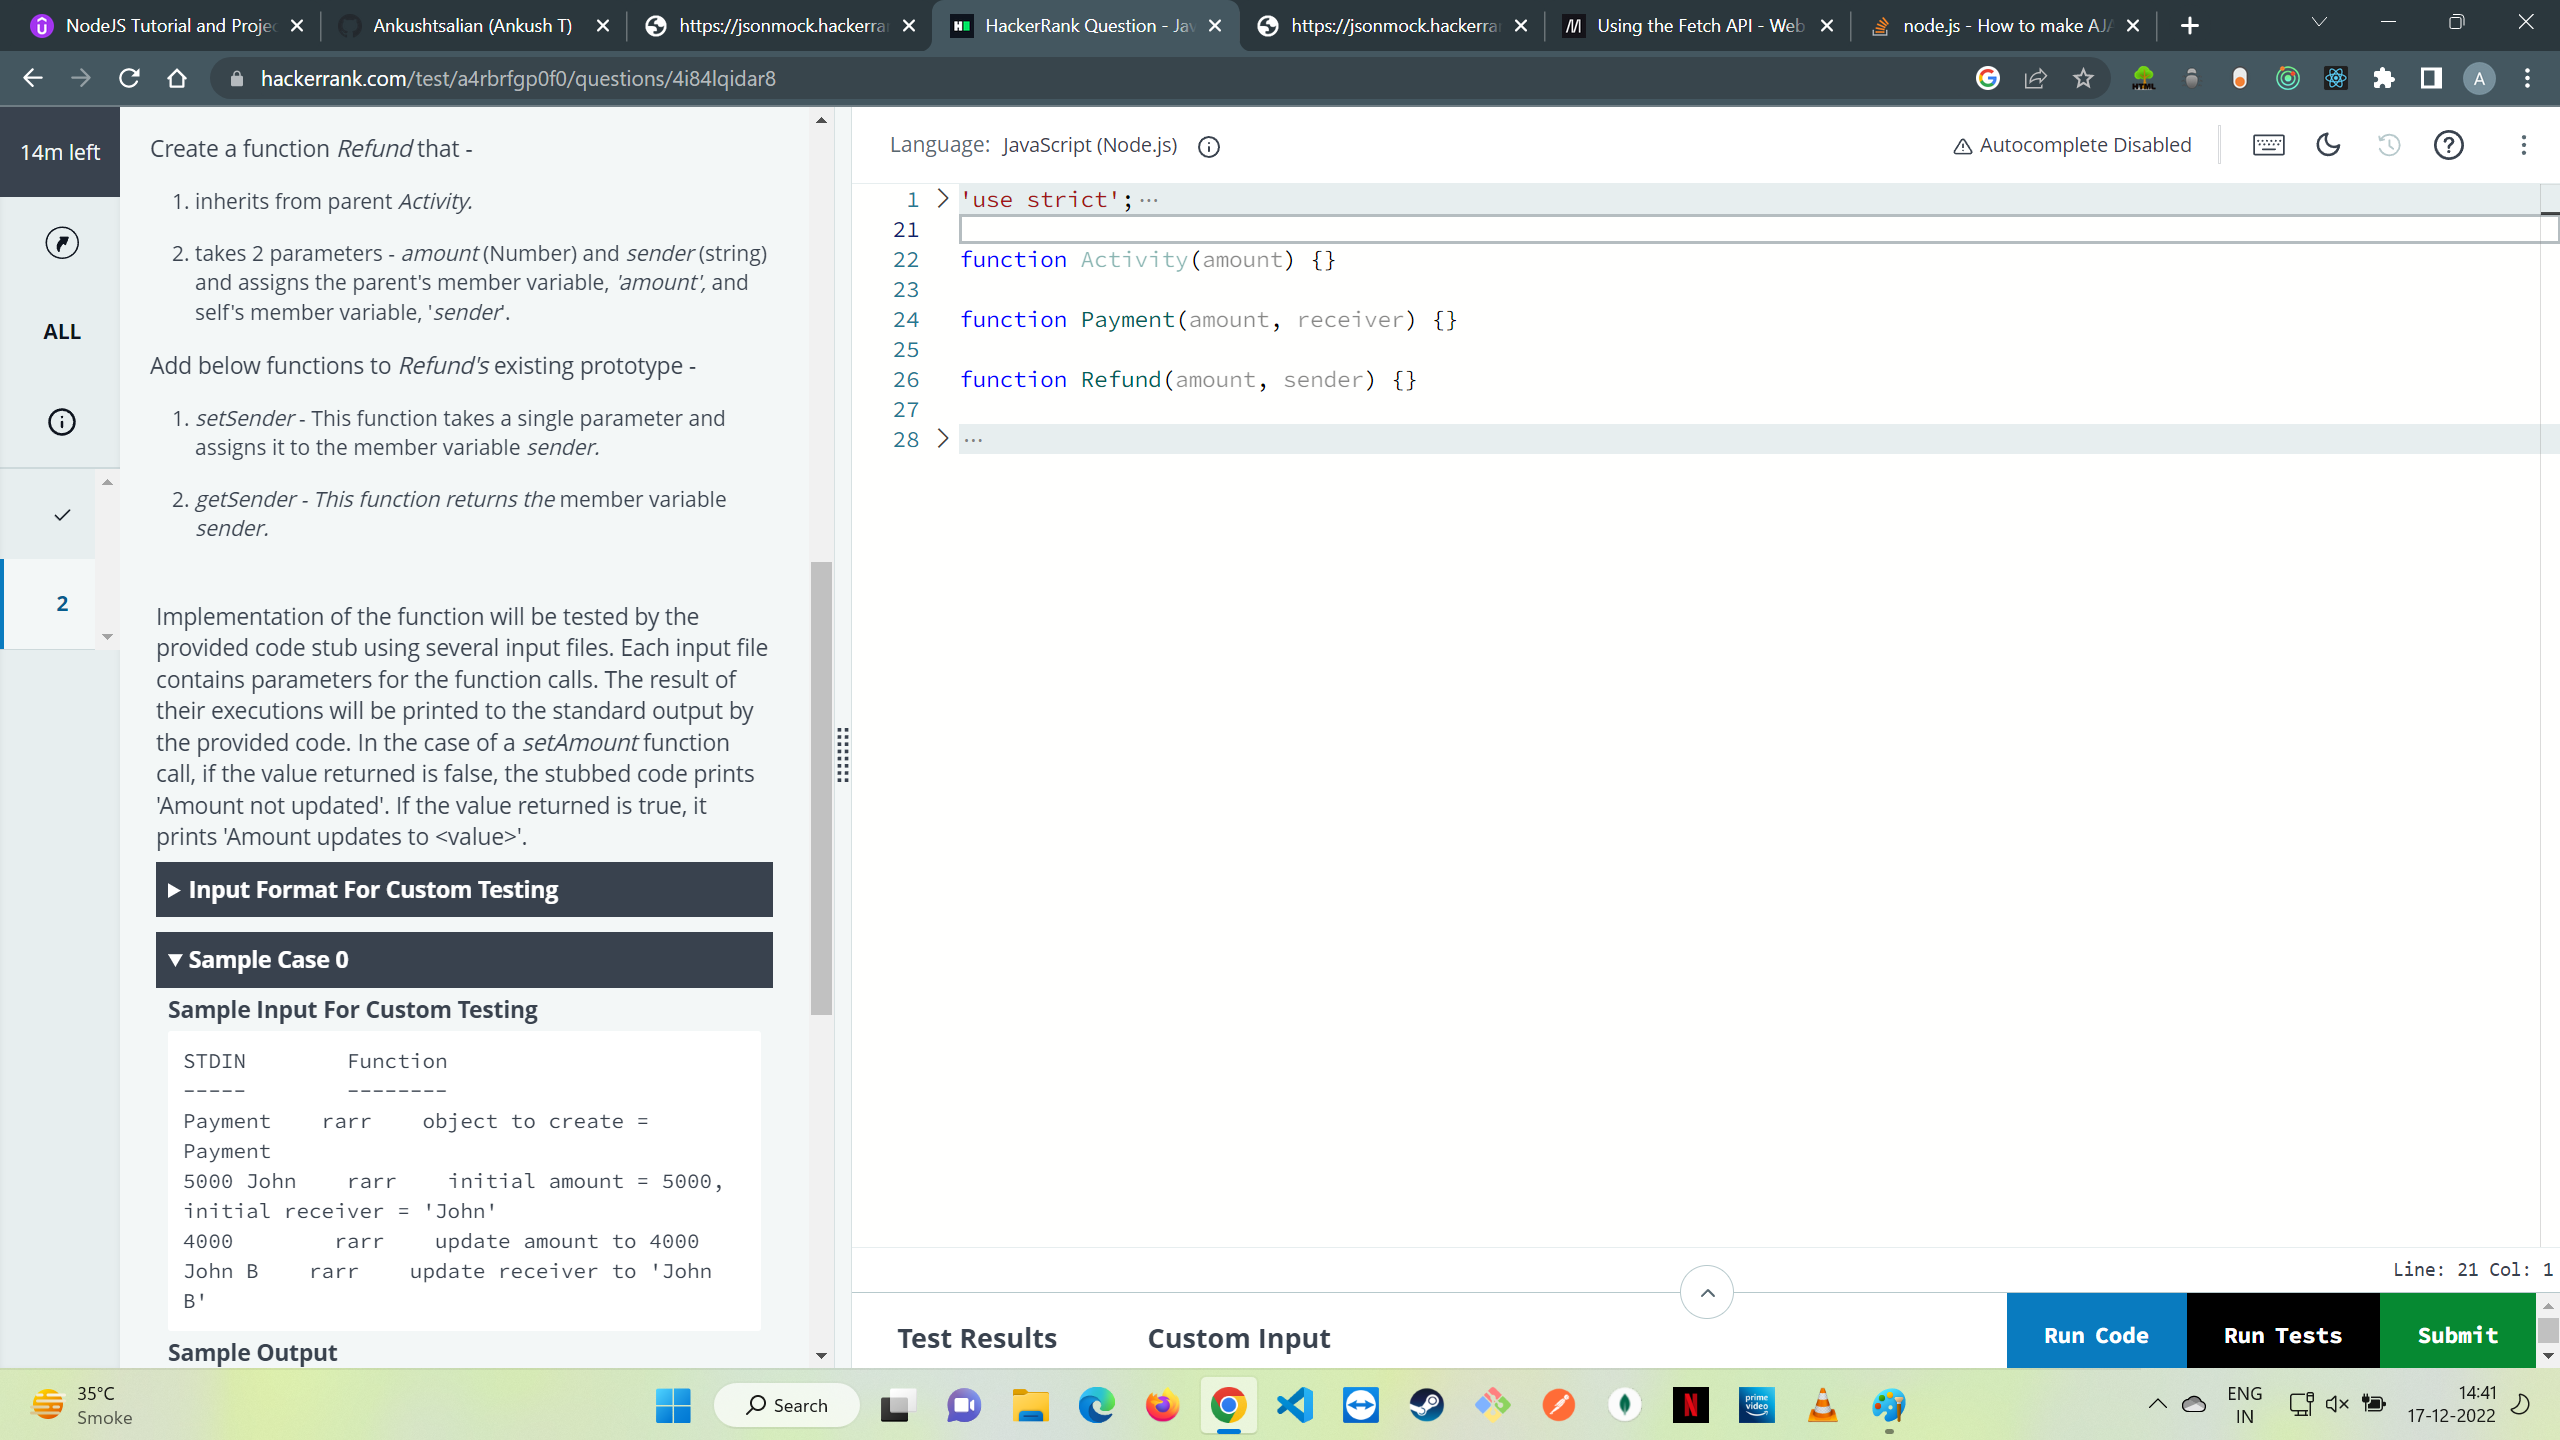 NodeJS Tutorial and Projec
Ankushtsalian (Ankush T)
https://jsonmock.hackerrar
HackerRank Question - Jav
https://jsonmock.hackerrar
Using the Fetch API - Web
node.js - How to make AJA
hackerrank.com/test/a4rbrfgp0f0/questions/4i84lqidar8
A
14m left
ALL
2
Create a function Refund that -
1. inherits from parent Activity.
2. takes 2 parameters - amount (Number) and sender (string)
and assigns the parent's member variable, 'amount', and
self's member variable, 'sender'.
Add below functions to Refund's existing prototype -
1. setSender - This function takes a single parameter and
assigns it to the member variable sender.
2. getSender - This function returns the member variable
sender.
Implementation of the function will be tested by the
provided code stub using several input files. Each input file
contains parameters for the function calls. The result of
their executions will be printed to the standard output by
the provided code. In the case of a setAmount function
call, if the value returned is false, the stubbed code prints
'Amount not updated'. If the value returned is true, it
prints 'Amount updates to <value>'.
Input Format For Custom Testing
Sample Case 0
Sample Input For Custom Testing
STDIN Function
----- --------
Payment rarr object to create =
Payment
5000 John rarr initial amount = 5000,
initial receiver = 'John'
4000 rarr update amount to 4000
John B rarr update receiver to 'John
B'
Sample Output
Language: JavaScript (Node.js)
Autocomplete Disabled
1 'use strict';...
21
22 function Activity(amount) {}
23
24 function Payment(amount, receiver) {}
25
26 function Refund(amount, sender) {}
27
28 ...
Line: 21 Col: 1
Test Results
Custom Input
Run Code
Run Tests
Submit
35°C
Smoke
Search
prime
video
ENG
IN
14:41
17-12-2022